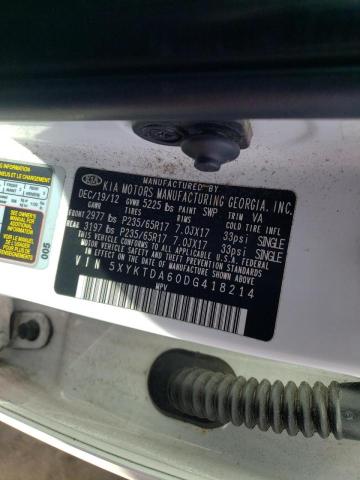 MANUFACTURED BY
KIA KIA MOTORS MANUFACTURING GEORGIA, INC.
DEC/19/12 GVWR 5225 lbs PAINT SWP TRIM VA
TIRES RIMS COLD TIRE INFL
FRONT 2977 lbs P235/65R17 7.0JX17 33psi SINGLE
REAR 3197 lbs P235/65R17 7.0JX17 33psi SINGLE
THIS VEHICLE CONFORMS TO ALL APPLICABLE U.S. FEDERAL
MOTOR VEHICLE SAFETY AND THEFT PREVENTION STANDARDS
IN EFFECT ON THE DATE OF MANUFACTURE SHOWN ABOVE
VIN 5XYKTDA60DG418214
MPV
INFORMATION
005